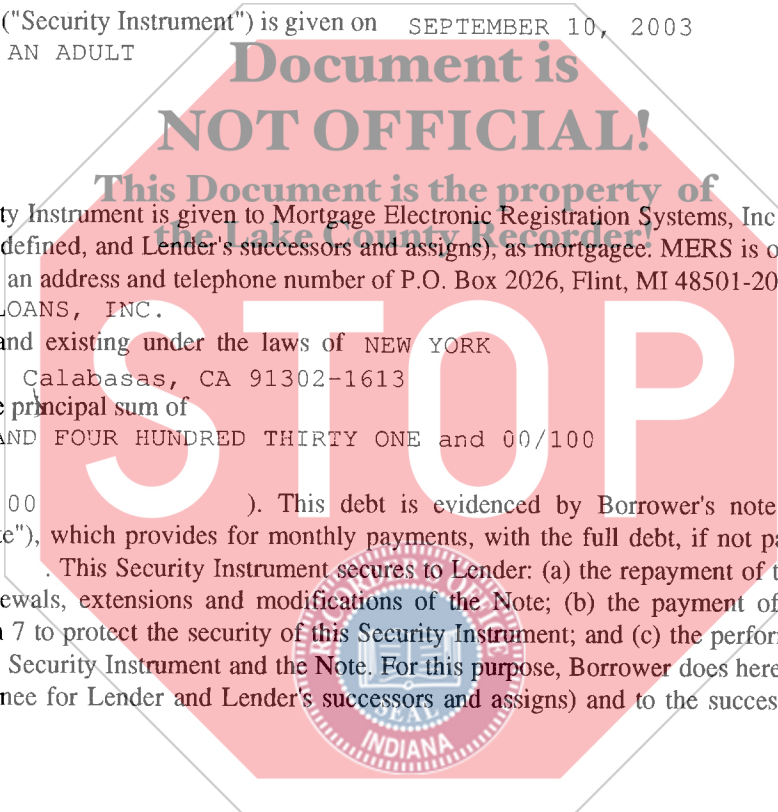 ("Security Instrument") is given on SEPTEMBER 10, 2003
AN ADULT
Document is
NOT OFFICIAL!
This Document is the property of
the Lake County Recorder!
ty Instrument is given to Mortgage Electronic Registration Systems, Inc
defined, and Lender's successors and assigns), as mortgagee. MERS is o
an address and telephone number of P.O. Box 2026, Flint, MI 48501-20
LOANS, INC.
and existing under the laws of NEW YORK
Calabasas, CA 91302-1613
e principal sum of
AND FOUR HUNDRED THIRTY ONE and 00/100
STOP
00 ). This debt is evidenced by Borrower's note
te"), which provides for monthly payments, with the full debt, if not pa
. This Security Instrument secures to Lender: (a) the repayment of t
ewals, extensions and modifications of the Note; (b) the payment of
n 7 to protect the security of this Security Instrument; and (c) the perfor
Security Instrument and the Note. For this purpose, Borrower does here
nee for Lender and Lender's successors and assigns) and to the succes
SEAL
INDIANA